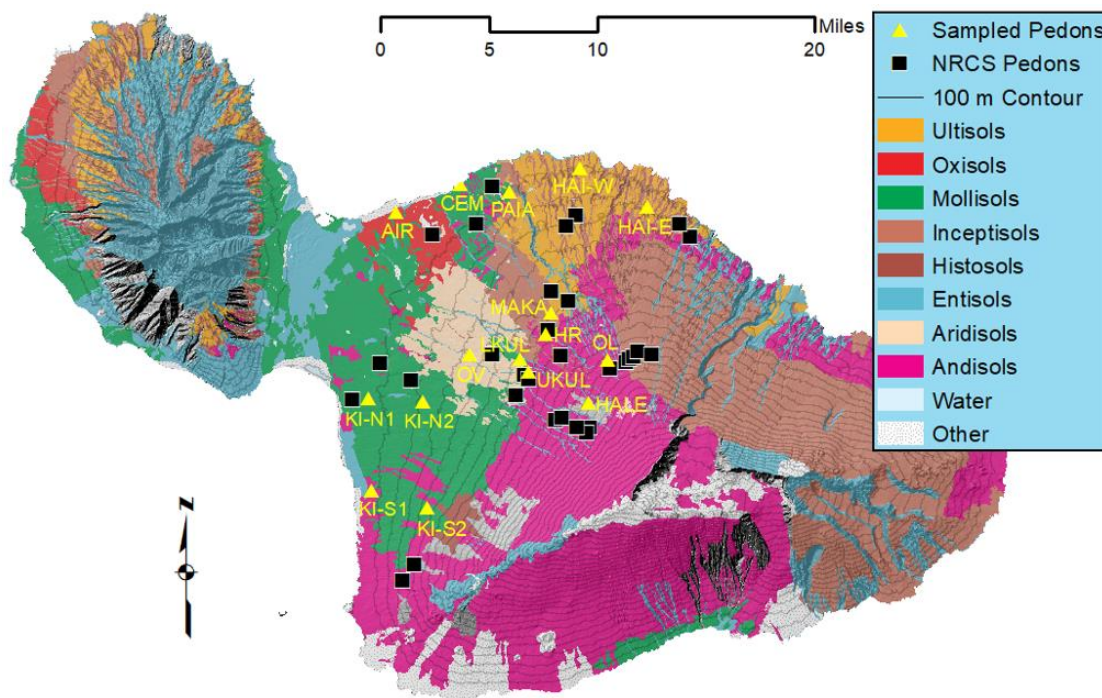 Miles
0 5 10 20
Sampled Pedons
NRCS Pedons
100 m Contour
Ultisols
Oxisols
Mollisols
Inceptisols
Histosols
Entisols
Aridisols
Andisols
Water
Other
HAI-W
CEM
PAIA
AIR
HAI-E
MAKA
HR
LKUL
OL
OV
UKUL
HALE
KI-N1
KI-N2
KI-S1
KI-S2
N